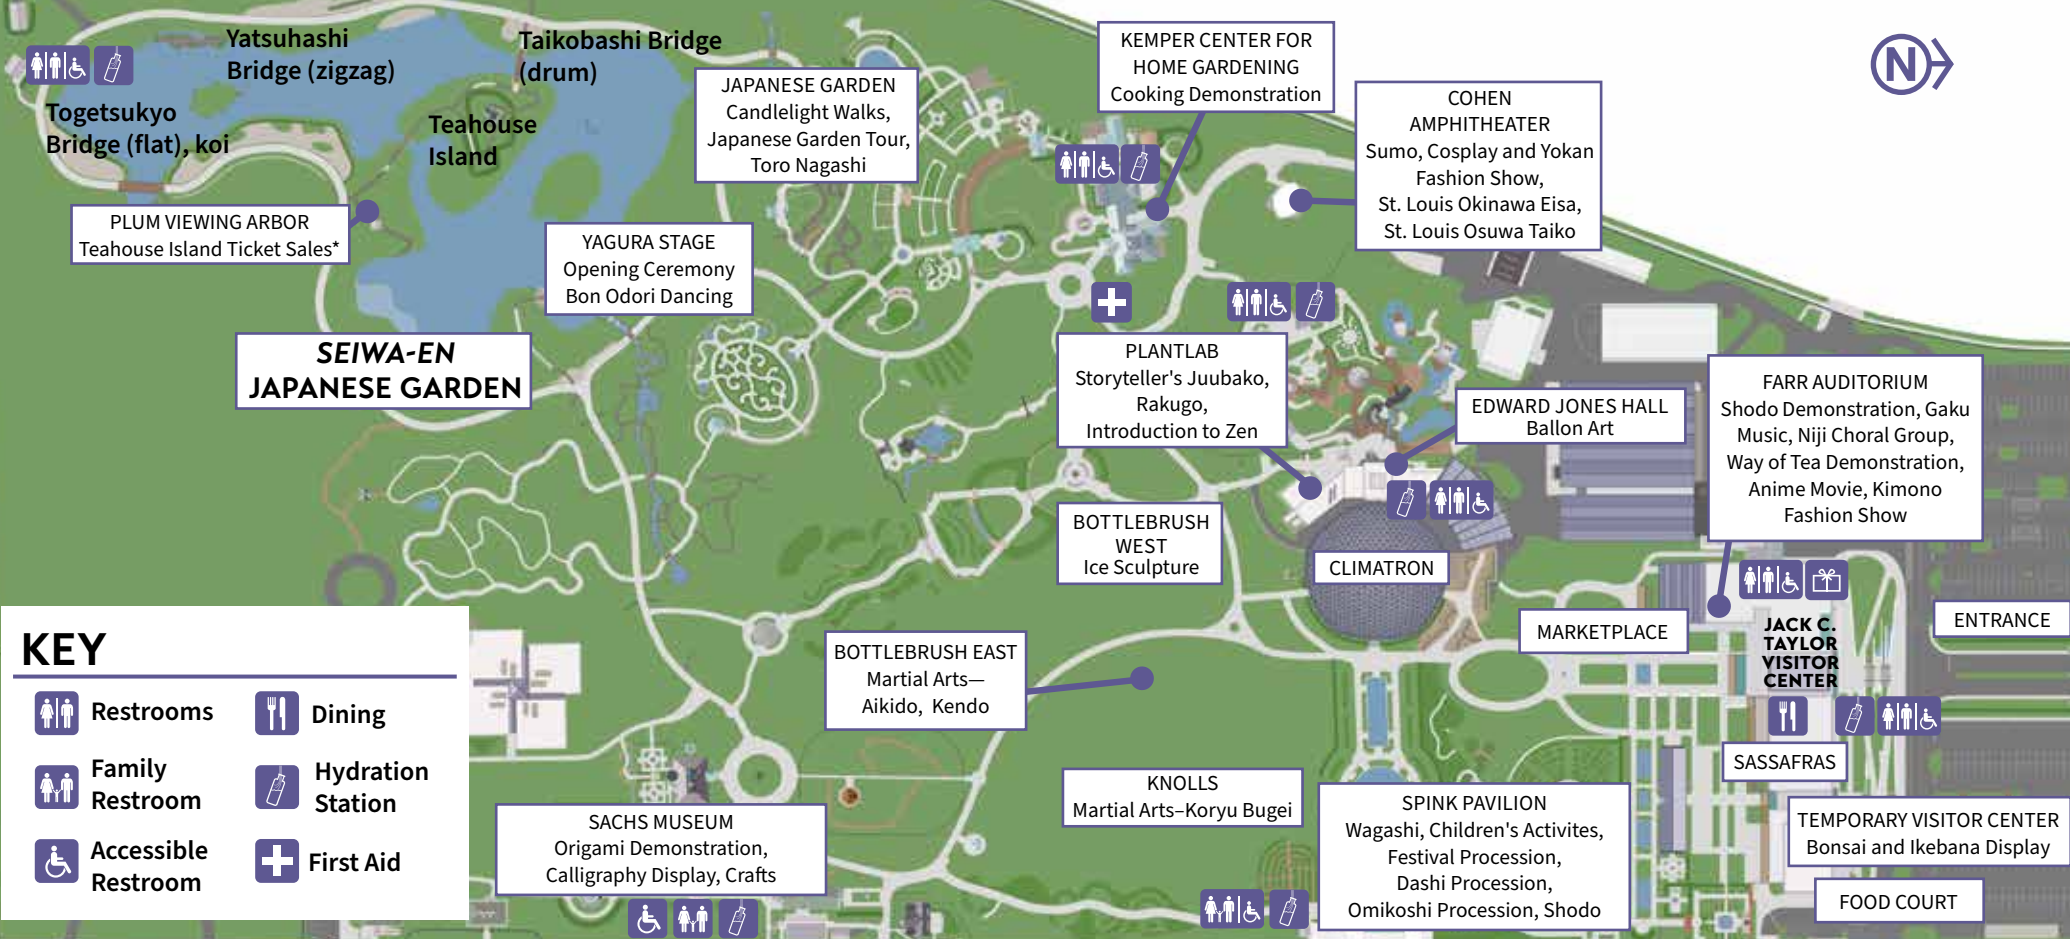 Yatsuhashi
Bridge (zigzag)
Taikobashi Bridge
(drum)
Togetsukyo
Bridge (flat), koi
Teahouse
Island
JAPANESE GARDEN
Candlelight Walks,
Japanese Garden Tour,
Toro Nagashi
KEMPER CENTER FOR
HOME GARDENING
Cooking Demonstration
COHEN
AMPHITHEATER
Sumo, Cosplay and Yokan
Fashion Show,
St. Louis Okinawa Eisa,
St. Louis Osuwa Taiko
N
PLUM VIEWING ARBOR
Teahouse Island Ticket Sales*
YAGURA STAGE
Opening Ceremony
Bon Odori Dancing
SEIWA-EN
JAPANESE GARDEN
PLANTLAB
Storyteller's Juubako,
Rakugo,
Introduction to Zen
EDWARD JONES HALL
Ballon Art
FARR AUDITORIUM
Shodo Demonstration, Gaku
Music, Niji Choral Group,
Way of Tea Demonstration,
Anime Movie, Kimono
Fashion Show
BOTTLEBRUSH
WEST
Ice Sculpture
CLIMATRON
MARKETPLACE
JACK C.
TAYLOR
VISITOR
CENTER
ENTRANCE
BOTTLEBRUSH EAST
Martial Arts—
Aikido, Kendo
KNOLLS
Martial Arts–Koryu Bugei
SASSAFRAS
SPINK PAVILION
Wagashi, Children's Activites,
Festival Procession,
Dashi Procession,
Omikoshi Procession, Shodo
TEMPORARY VISITOR CENTER
Bonsai and Ikebana Display
FOOD COURT
SACHS MUSEUM
Origami Demonstration,
Calligraphy Display, Crafts
KEY
Restrooms
Dining
Family
Restroom
Hydration
Station
Accessible
Restroom
First Aid